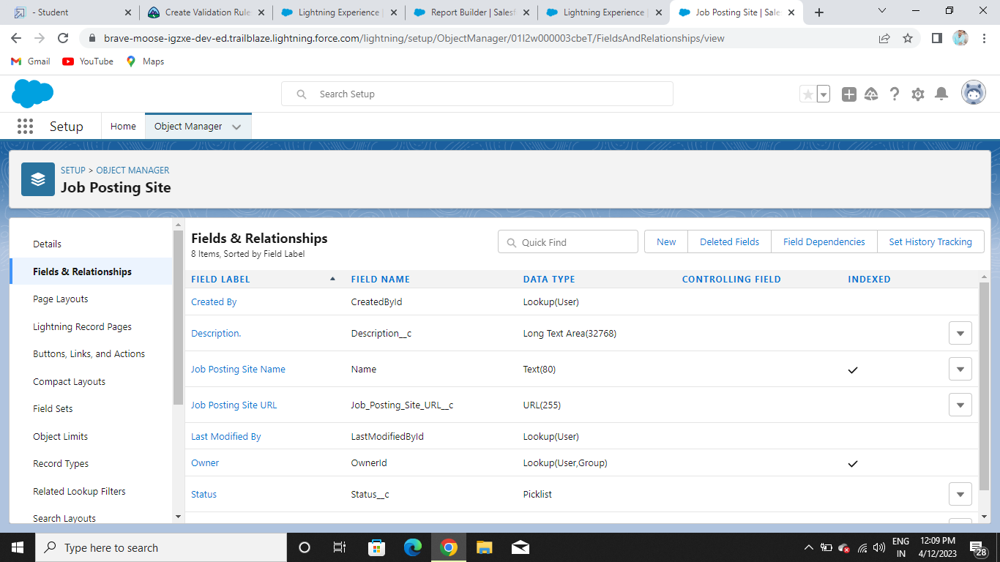 - Student
Create Validation Rule
Lightning Experience |
Report Builder | Salesf
Lightning Experience |
Job Posting Site | Sale
brave-moose-igzxe-dev-ed.trailblaze.lightning.force.com/lightning/setup/ObjectManager/01I2w000003cbeT/FieldsAndRelationships/view
Gmail YouTube Maps
Search Setup
Setup Home Object Manager
SETUP > OBJECT MANAGER
Job Posting Site
Details
Fields & Relationships
Page Layouts
Lightning Record Pages
Buttons, Links, and Actions
Compact Layouts
Field Sets
Object Limits
Record Types
Related Lookup Filters
Search Layouts
Fields & Relationships
8 Items, Sorted by Field Label
Quick Find
New Deleted Fields Field Dependencies Set History Tracking
FIELD LABEL FIELD NAME DATA TYPE CONTROLLING FIELD INDEXED
Created By CreatedById Lookup(User)
Description. Description__c Long Text Area(32768)
Job Posting Site Name Name Text(80)
Job Posting Site URL Job_Posting_Site_URL__c URL(255)
Last Modified By LastModifiedById Lookup(User)
Owner OwnerId Lookup(User,Group)
Status Status__c Picklist
Type here to search
ENG
IN
12:09 PM
4/12/2023
28